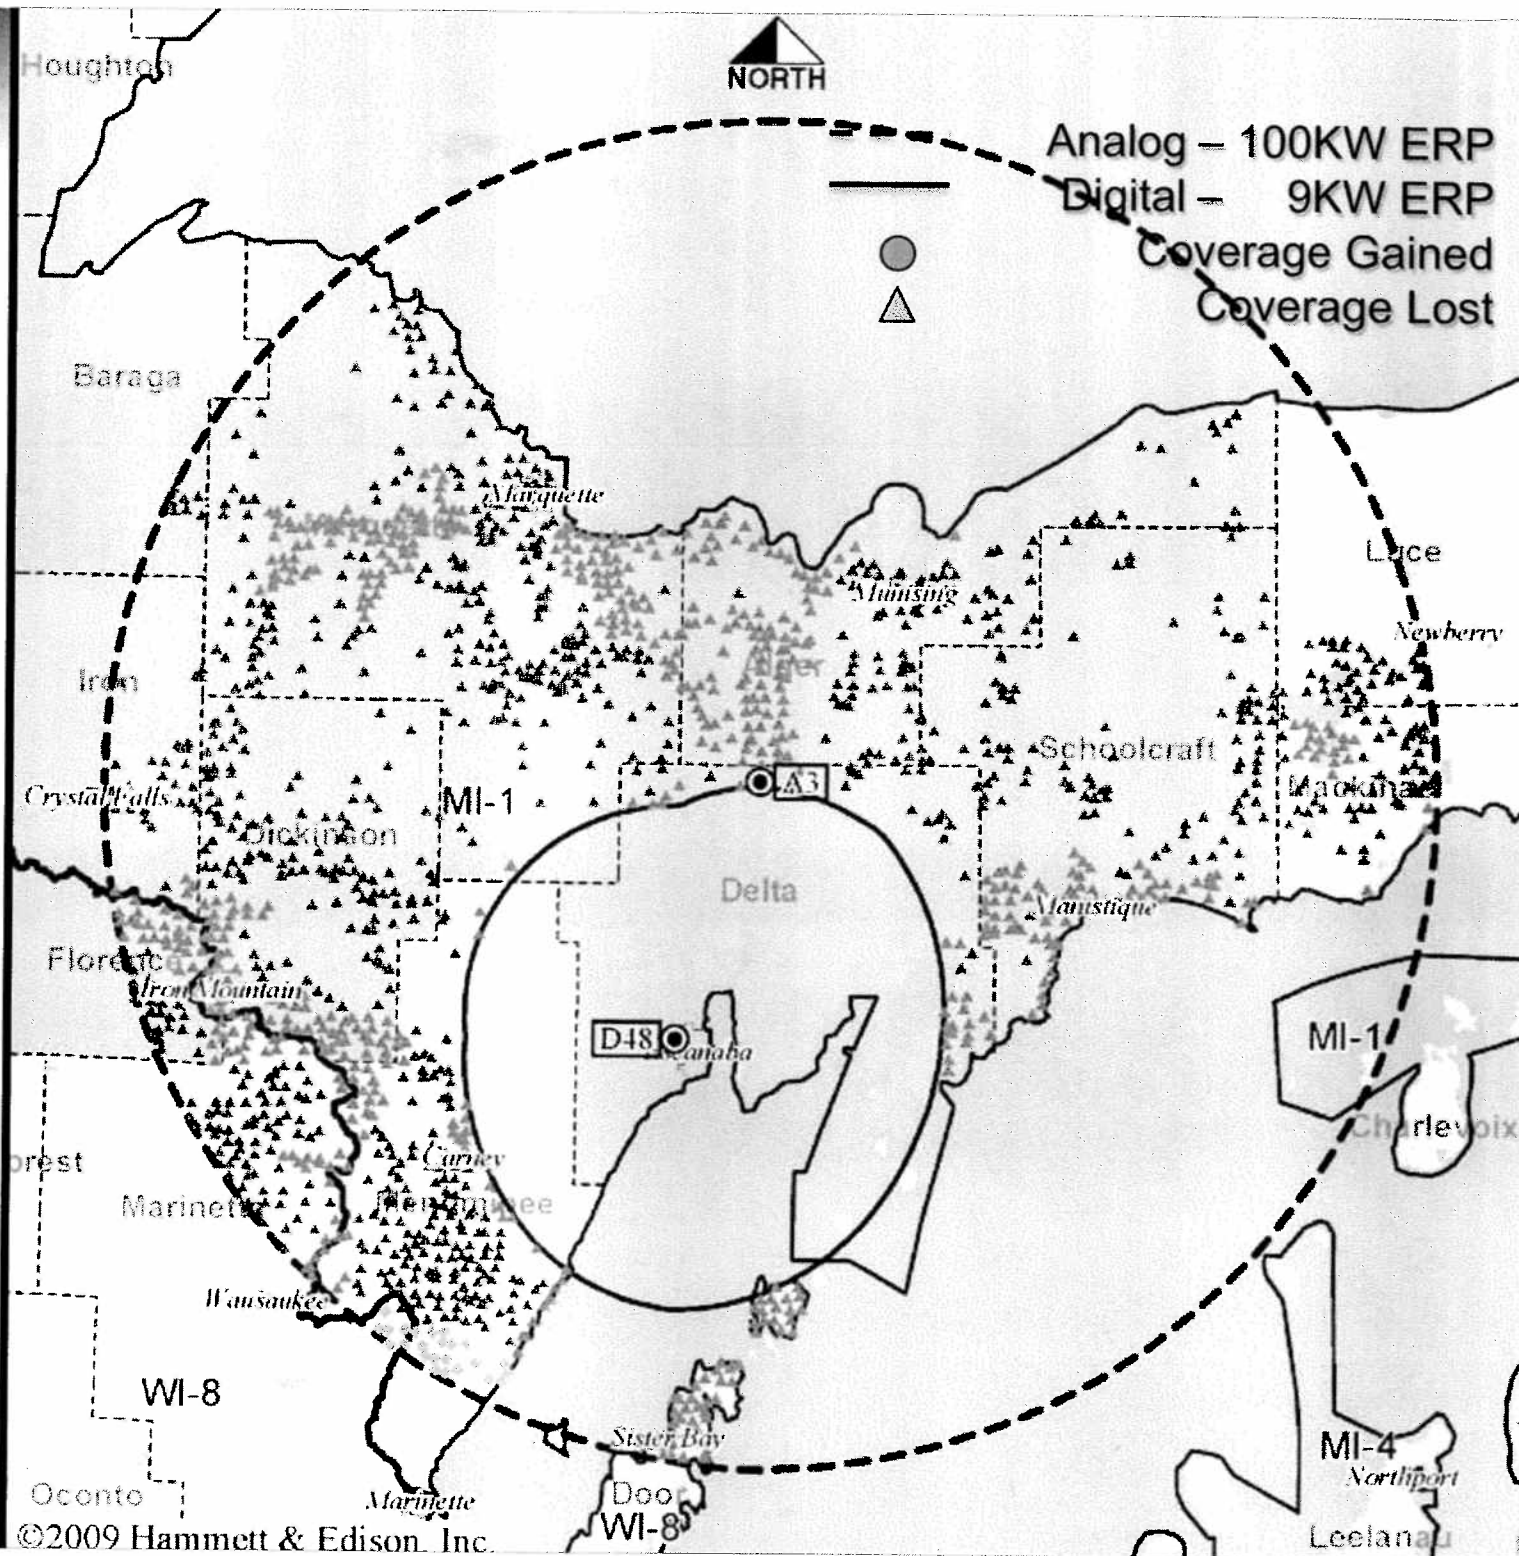 Houghton
NORTH
Analog – 100KW ERP
Digital – 9KW ERP
Coverage Gained
Coverage Lost
Baraga
Marquette
Luce
Munising
Newberry
Iron
Alger
Schoolcraft
A3
Mackinac
Crystal Falls
MI-1
Dickinson
Delta
Manistique
Florence
Iron Mountain
D48
Escanaba
MI-1
Charlevoix
Carney
orest
Marinette
Menominee
Wausaukee
WI-8
Sister Bay
MI-4
Northport
Oconto
Marinette
Door
WI-8
Leelanau
©2009 Hammett & Edison, Inc.